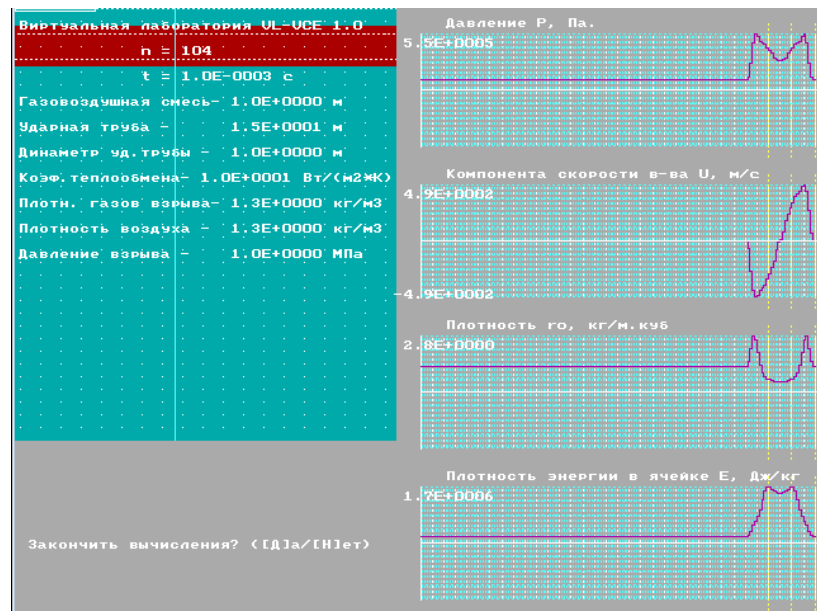 Виртуальная лаборатория VL-UCE 1.0
n = 104
t = 1.0E-0003 с
Газовоздушная смесь- 1.0E+0000 м
Ударная труба - 1.5E+0001 м
Динаметр уд.трубы - 1.0E+0000 м
Коэф.теплообмена- 1.0E+0001 Вт/(м2*К)
Плотн. газов взрыва- 1.3E+0000 кг/м3
Плотность воздуха - 1.3E+0000 кг/м3
Давление взрыва - 1.0E+0000 МПа
Закончить вычисления? ([Д]а/[Н]ет)
Давление P, Па.
5.5E+0005
Компонента скорости в-ва U, м/с
4.9E+0002
-4.9E+0002
Плотность ro, кг/м.куб
2.8E+0000
Плотность энергии в ячейке E, Дж/кг
1.7E+0006